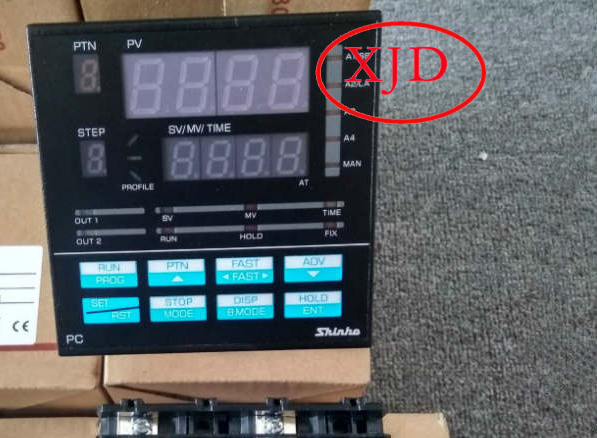 PTN PV
XJD
STEP SV/MV/TIME
A4
MAN
PROFILE AT
OUT 1 SV MV TIME
OUT 2 RUN HOLD FIX
RUN PTN FAST ADV
PROG ▲ ◄ FAST ► ▼
SET STOP DISP HOLD
RST MODE B.MODE ENT
PC Shinko
CE